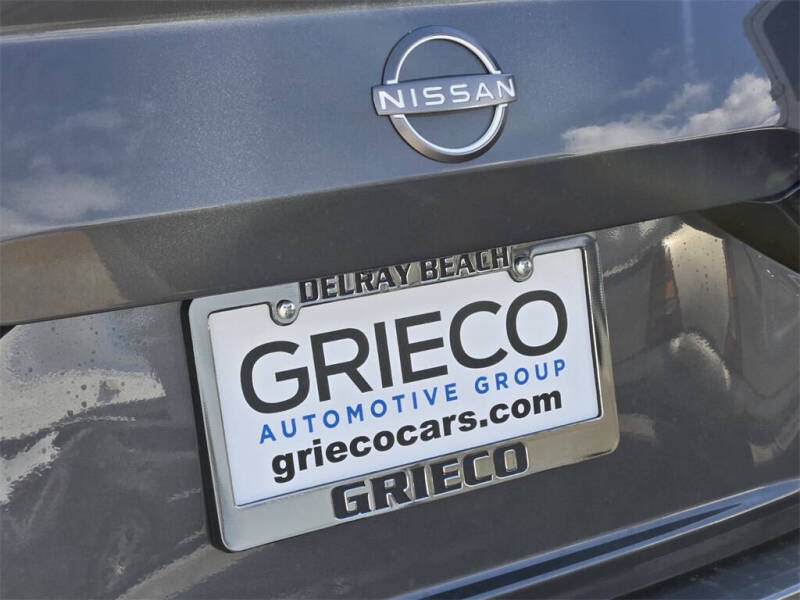 NISSAN
DELRAY BEACH
GRIECO
AUTOMOTIVE GROUP
griecocars.com
GRIECO